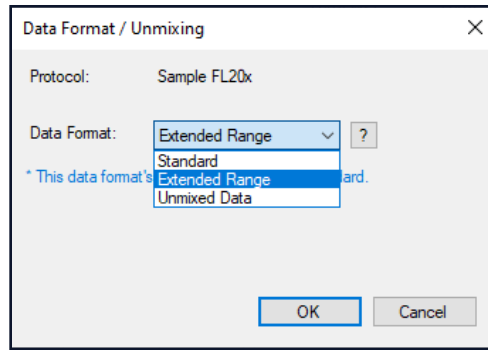 Data Format / Unmixing
Protocol: Sample FL20x
Data Format: Extended Range ?
Standard
* This data format's Extended Range
Unmixed Data
OK Cancel